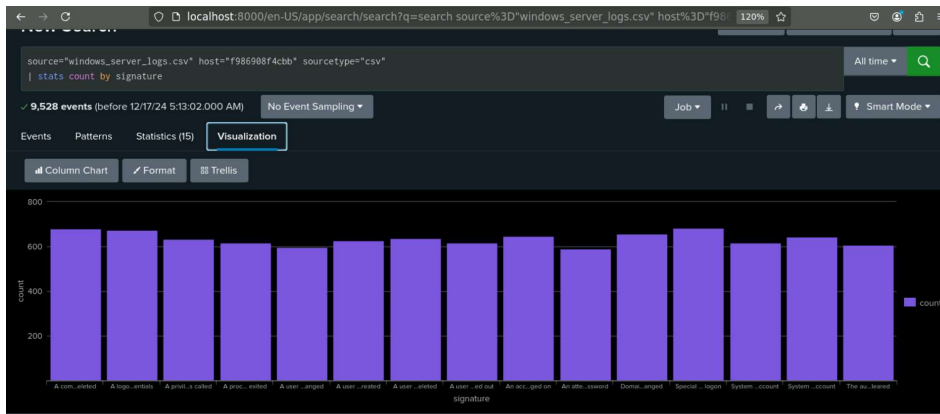 localhost:8000/en-US/app/search/search?q=search source%3D"windows_server_logs.csv" host%3D"f98 120%
New Search
source="windows_server_logs.csv" host="f986908f4cbb" sourcetype="csv"
| stats count by signature
All time
9,528 events (before 12/17/24 5:13:02.000 AM) No Event Sampling Job Smart Mode
Events Patterns Statistics (15) Visualization
Column Chart Format Trellis
800
600
400
200
count
count
A com...eleted A logo...entials A privil...s called A proc... exited A user ...anged A user ...reated A user ...eleted A user ...ed out An acc...ged on An atte...ssword Domai...anged Special ... logon System ...ccount System ...ccount The au...leared
signature